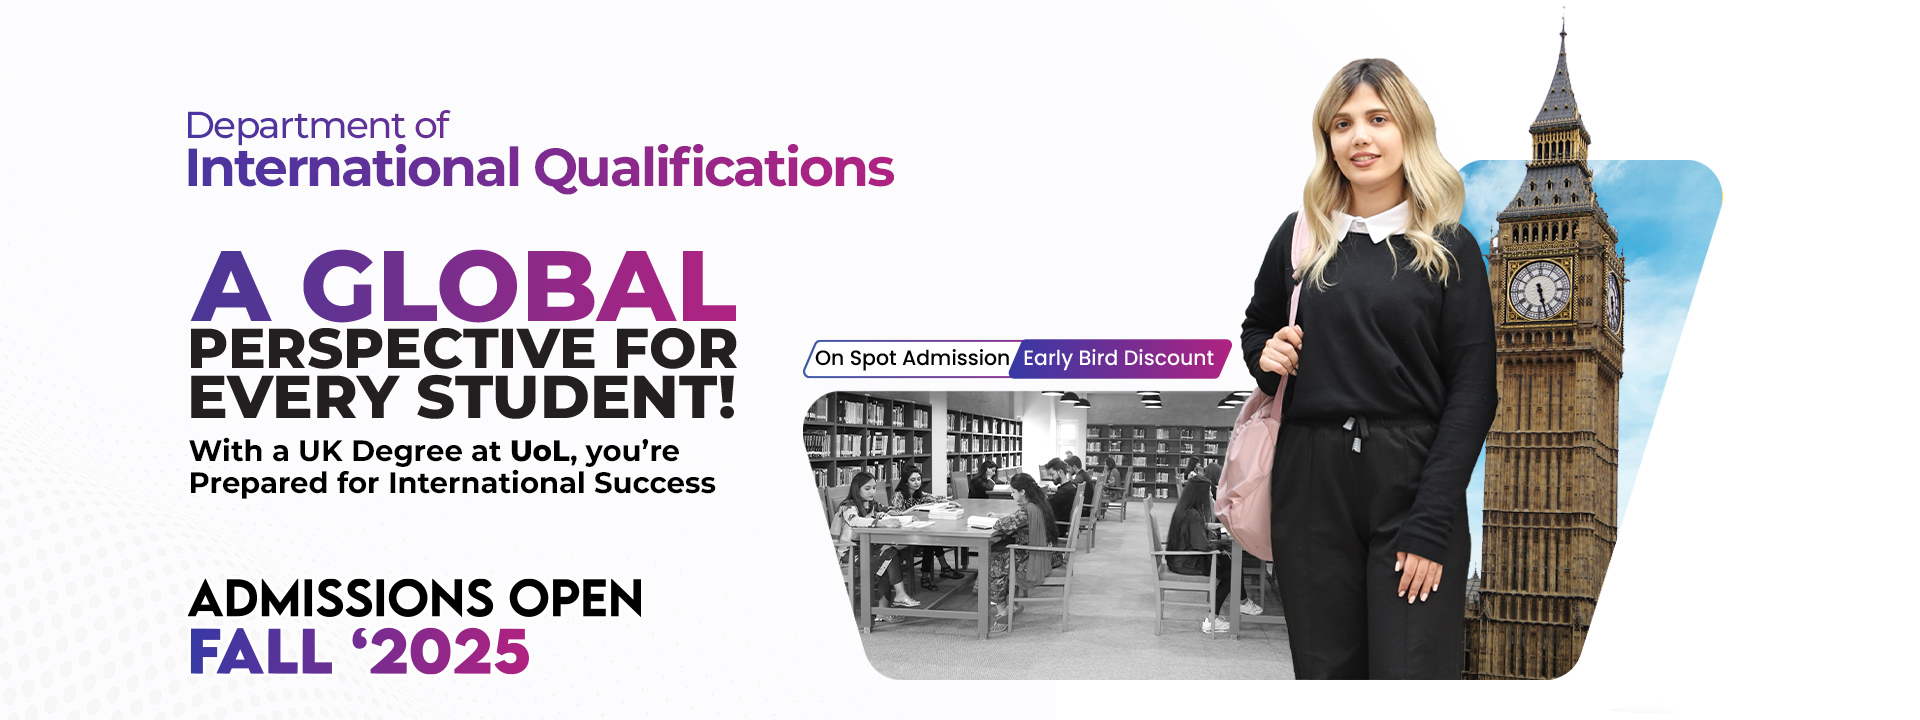 Department of
International Qualifications
A GLOBAL
PERSPECTIVE FOR
EVERY STUDENT!
With a UK Degree at UoL, you’re
Prepared for International Success
On Spot Admission Early Bird Discount
ADMISSIONS OPEN
FALL ‘2025